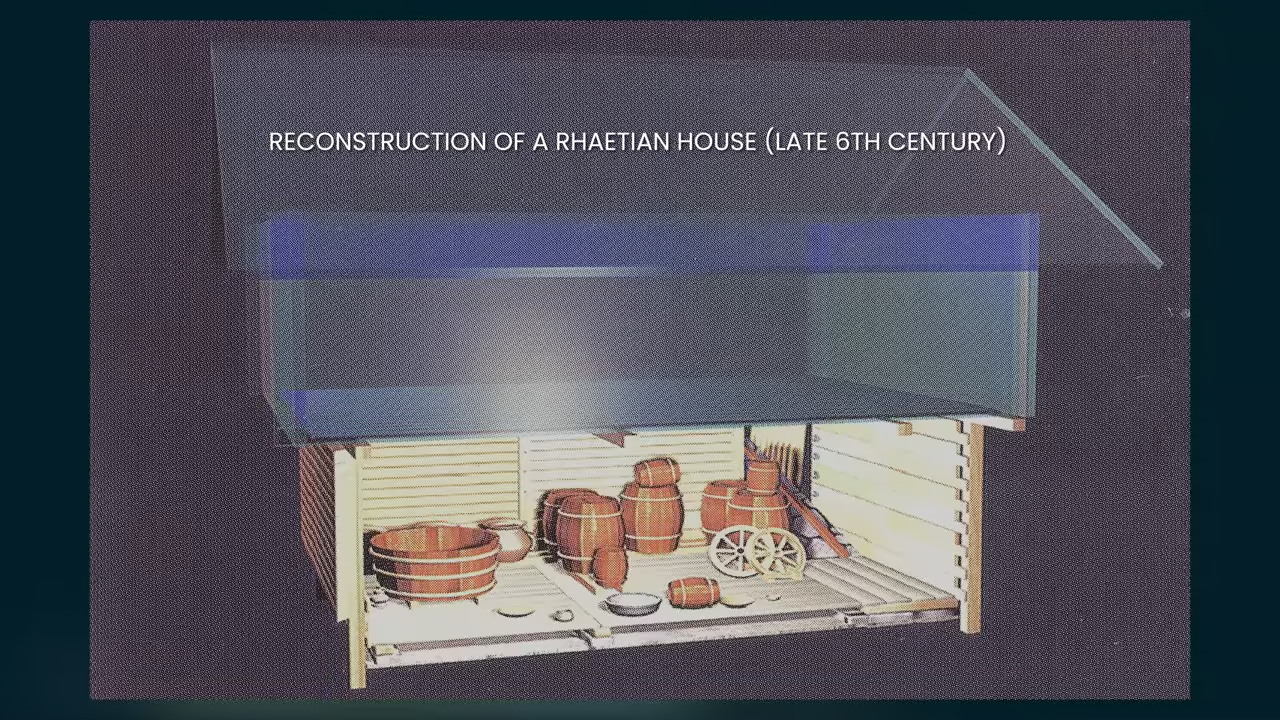 RECONSTRUCTION OF A RHAETIAN HOUSE (LATE 6TH CENTURY)